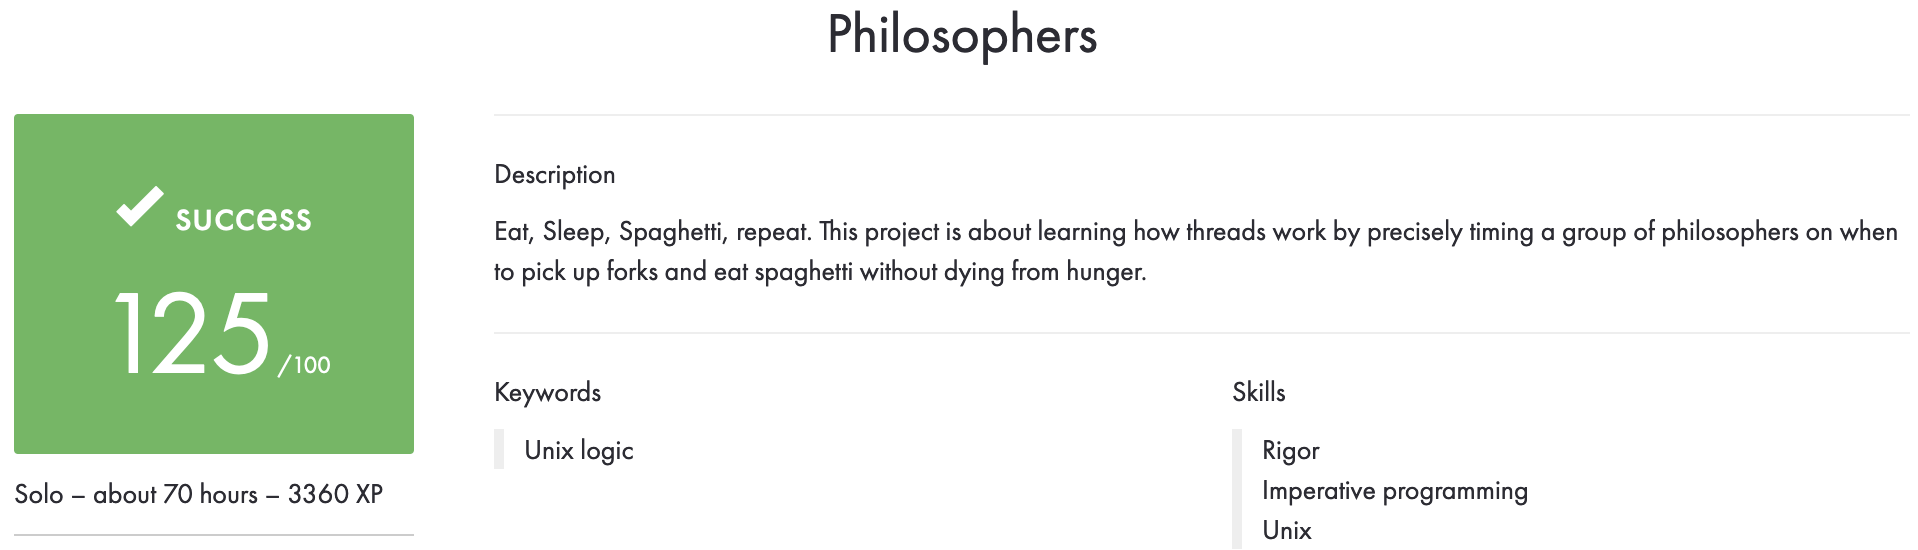 Philosophers
success
125/100
Solo – about 70 hours – 3360 XP
Description
Eat, Sleep, Spaghetti, repeat. This project is about learning how threads work by precisely timing a group of philosophers on when
to pick up forks and eat spaghetti without dying from hunger.
Keywords
Unix logic
Skills
Rigor
Imperative programming
Unix